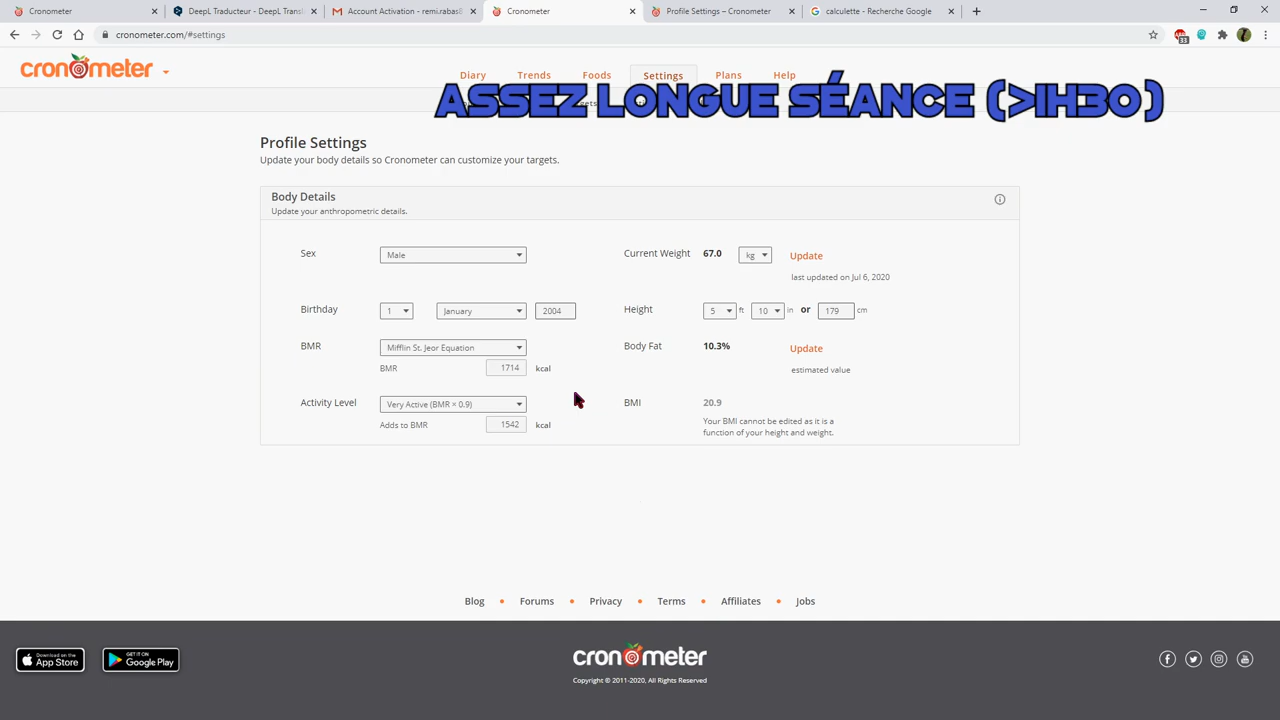 Cronometer
DeepL Traducteur - DeepL Transl
Account Activation - remi.rabas8
Cronometer
Profile Settings – Cronometer
calculette - Recherche Google
cronometer.com/#settings
33
cronometer
Diary
Trends
Foods
Settings
Plans
Help
ASSEZ LONGUE SÉANCE (>1H30)
Profile Settings
Update your body details so Cronometer can customize your targets.
Body Details
Update your anthropometric details.
Sex
Male
Current Weight
67.0
kg
Update
last updated on Jul 6, 2020
Birthday
1
January
2004
Height
5
ft
10
in
or
179
cm
BMR
Mifflin St. Jeor Equation
Body Fat
10.3%
Update
BMR
1714
kcal
estimated value
Activity Level
Very Active (BMR = 0.9)
BMI
20.9
Adds to BMR
1542
kcal
Your BMI cannot be edited as it is a
function of your height and weight.
Blog
Forums
Privacy
Terms
Affiliates
Jobs
Download on the
App Store
GET IT ON
Google Play
cronometer
Copyright © 2011-2020, All Rights Reserved